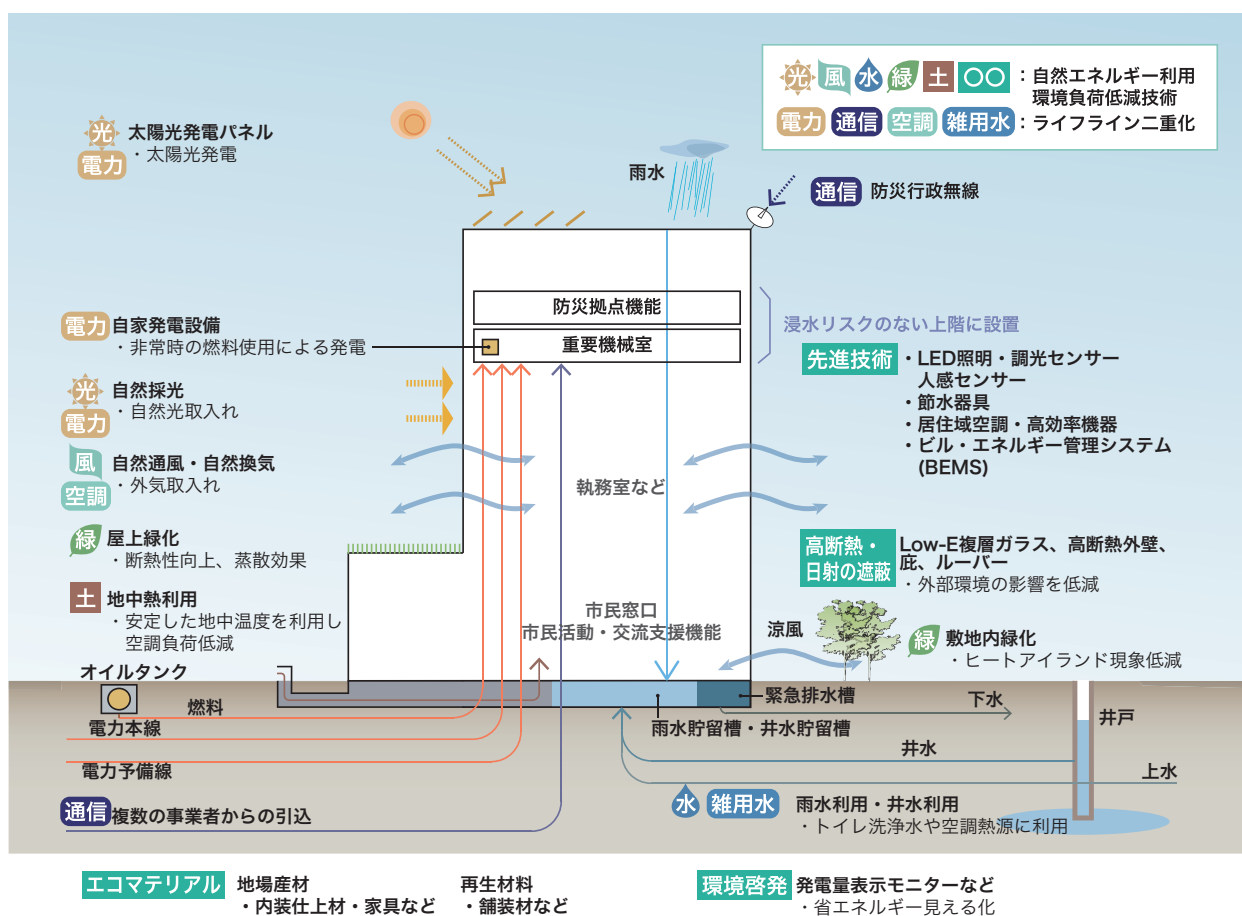 光 風 水 緑 土 〇〇 : 自然エネルギー利用
環境負荷低減技術
電力 通信 空調 雑用水 : ライフライン二重化
光 太陽光発電パネル
電力 ・太陽光発電
雨水
通信 防災行政無線
防災拠点機能
重要機械室
浸水リスクのない上階に設置
電力 自家発電設備
・非常時の燃料使用による発電
光 自然採光
電力 ・自然光取入れ
風 自然通風・自然換気
空調 ・外気取入れ
緑 屋上緑化
・断熱性向上、蒸散効果
土 地中熱利用
・安定した地中温度を利用し
空調負荷低減
先進技術 ・LED照明・調光センサー
人感センサー
・節水器具
・居住域空調・高効率機器
・ビル・エネルギー管理システム
(BEMS)
執務室など
高断熱・
日射の遮蔽
Low-E複層ガラス、高断熱外壁、
庇、ルーバー
・外部環境の影響を低減
市民窓口
市民活動・交流支援機能
涼風
緑 敷地内緑化
・ヒートアイランド現象低減
オイルタンク
燃料
電力本線
電力予備線
通信 複数の事業者からの引込
緊急排水槽
下水
雨水貯留槽・井水貯留槽
井戸
井水
上水
水 雑用水 雨水利用・井水利用
・トイレ洗浄水や空調熱源に利用
エコマテリアル 地場産材
・内装仕上材・家具など
再生材料
・舗装材など
環境啓発 発電量表示モニターなど
・省エネルギー見える化